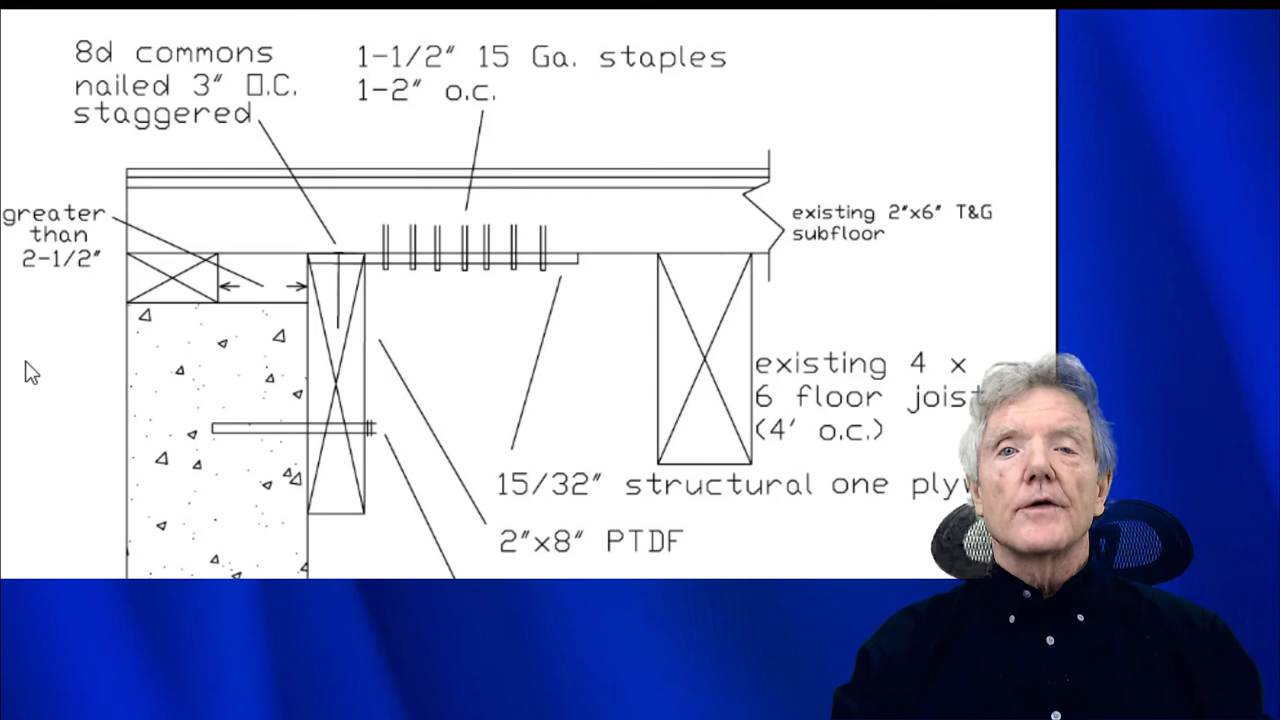 8d commons
nailed 3" O.C.
staggered
1-1/2" 15 Ga. staples
1-2" o.c.
greater
than
2-1/2"
existing 2"x6" T&G
subfloor
existing 4 x
6 floor joist
(4' o.c.)
15/32" structural one ply
2"x8" PTDF